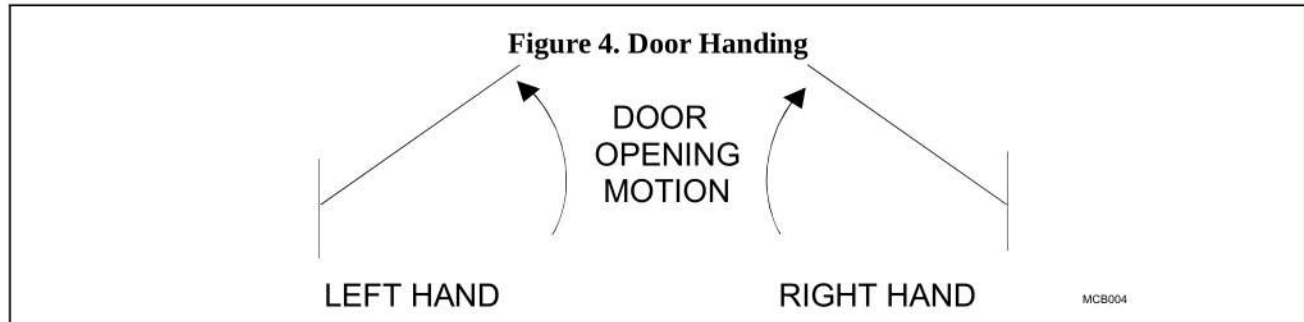 Figure 4. Door Handing
DOOR
OPENING
MOTION
LEFT HAND
RIGHT HAND
MCB004